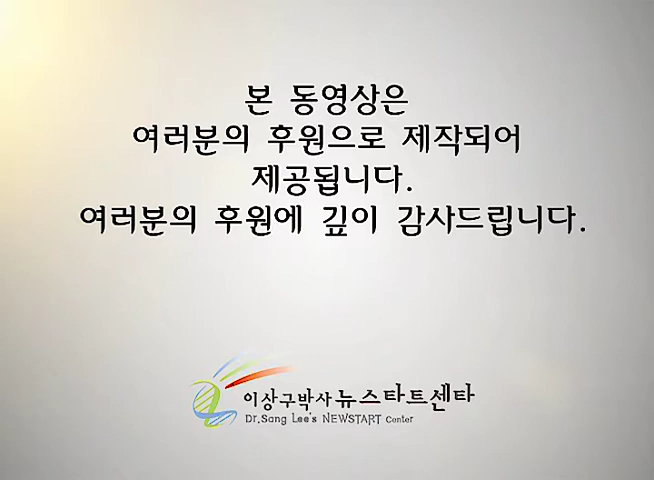 본 동영상은
여러분의 후원으로 제작되어
제공됩니다.
여러분의 후원에 깊이 감사드립니다.
이상구박사 뉴스타트센타
Dr.Sang Lee's NEWSTART Center